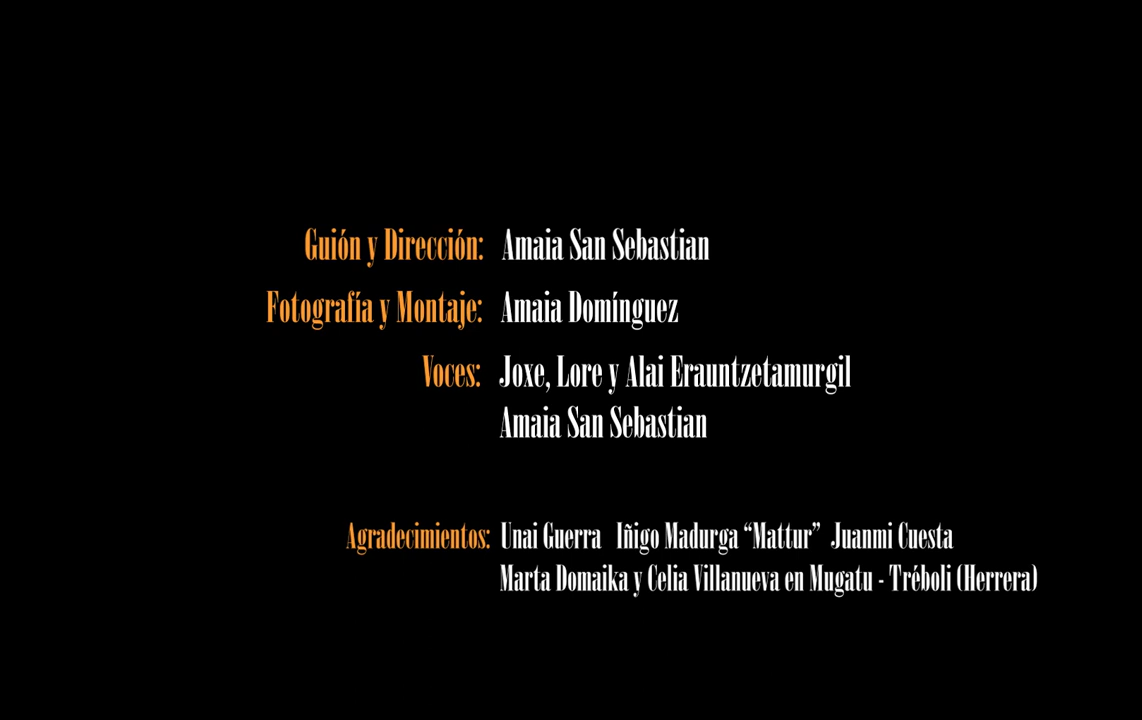 Guión y Dirección: Amaia San Sebastian
Fotografía y Montaje: Amaia Domínguez
Voces: Joxe, Lore y Alai Erauntzetamurgil
Amaia San Sebastian
Agradecimientos: Unai Guerra Iñigo Madurga “Mattur” Juanmi Cuesta
Marta Domaika y Celia Villanueva en Mugatu - Tréboli (Herrera)